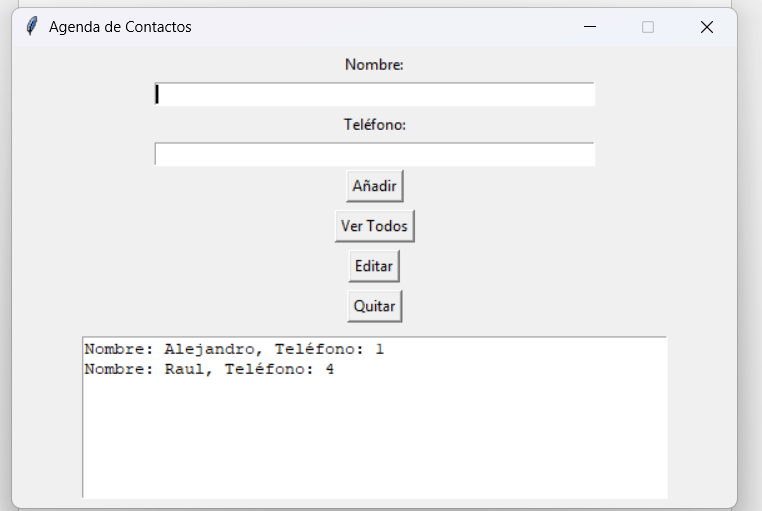 Agenda de Contactos
Nombre:
Teléfono:
Añadir
Ver Todos
Editar
Quitar
Nombre: Alejandro, Teléfono: 1
Nombre: Raul, Teléfono: 4